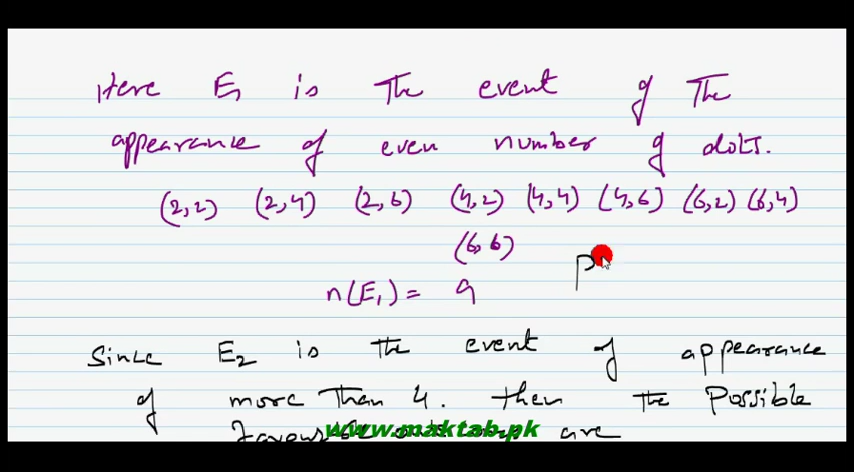 Here E1 is the event of the
appearance of even number of dots.
(2,2) (2,4) (2,6) (4,2) (4,4) (4,6) (6,2) (6,4)
(6,6)
n(E1) = 9 P
Since E2 is the event of appearance
of more than 4. then the Possible
are
www.maktab.pk